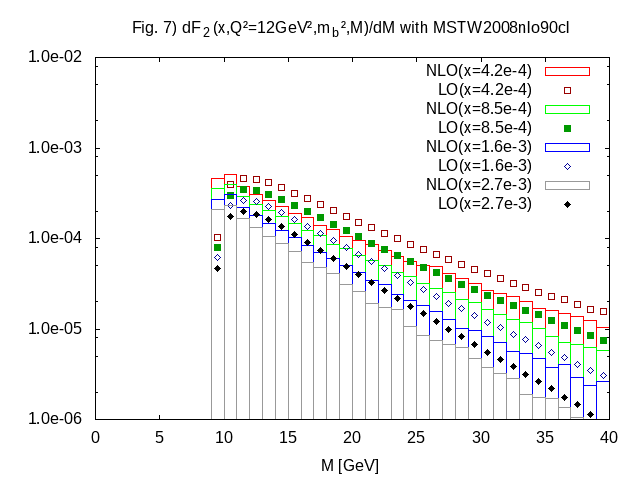 Fig. 7) dF₂(x,Q²=12GeV²,m_b²,M)/dM with MSTW2008nlo90cl
1.0e-02
NLO(x=4.2e-4)
LO(x=4.2e-4)
NLO(x=8.5e-4)
LO(x=8.5e-4)
1.0e-03
NLO(x=1.6e-3)
LO(x=1.6e-3)
NLO(x=2.7e-3)
LO(x=2.7e-3)
1.0e-04
1.0e-05
1.0e-06
0 5 10 15 20 25 30 35 40
M [GeV]